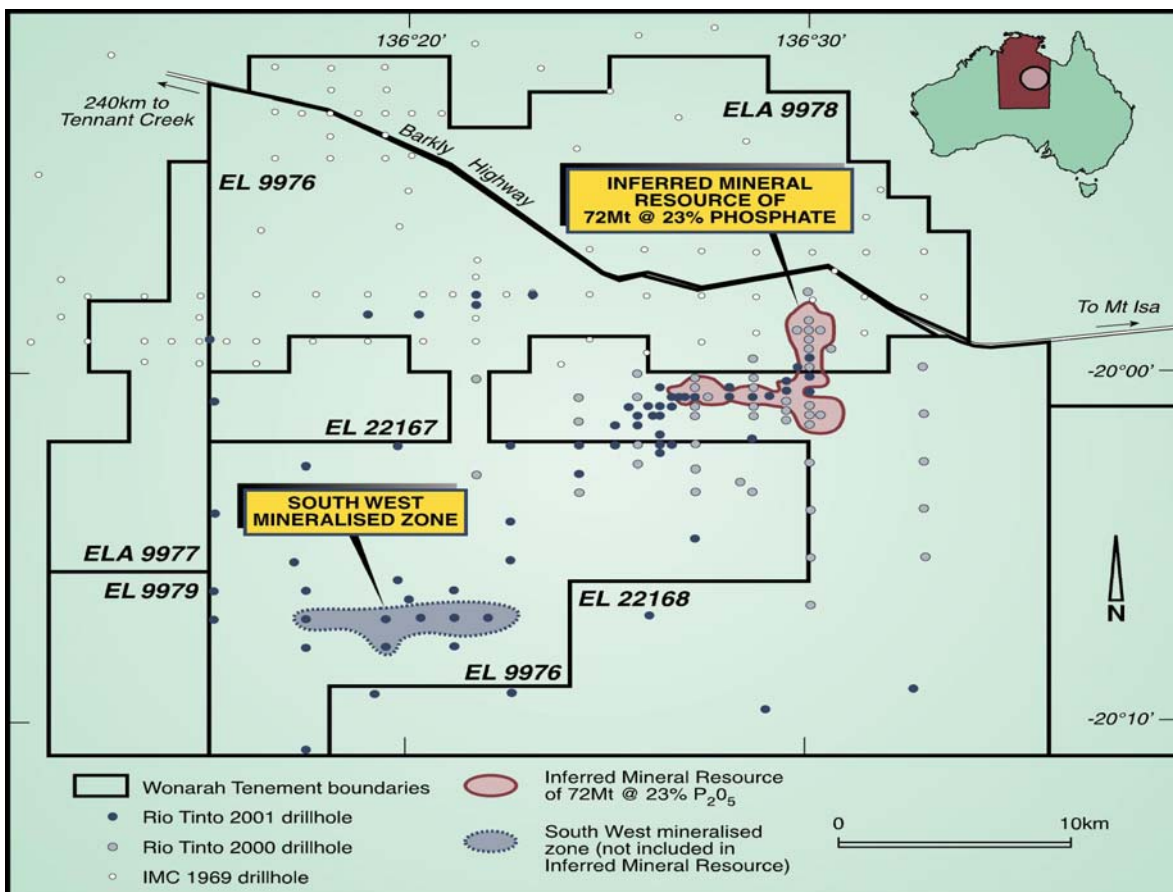 136°20'
136°30'
240km to
Tennant Creek
ELA 9978
Barkly Highway
EL 9976
INFERRED MINERAL
RESOURCE OF
72Mt @ 23% PHOSPHATE
To Mt Isa
-20°00'
EL 22167
SOUTH WEST
MINERALISED ZONE
ELA 9977
EL 9979
EL 22168
N
EL 9976
-20°10'
Wonarah Tenement boundaries
Rio Tinto 2001 drillhole
Rio Tinto 2000 drillhole
IMC 1969 drillhole
Inferred Mineral Resource
of 72Mt @ 23% P₂0₅
South West mineralised
zone (not included in
Inferred Mineral Resource)
0
10km